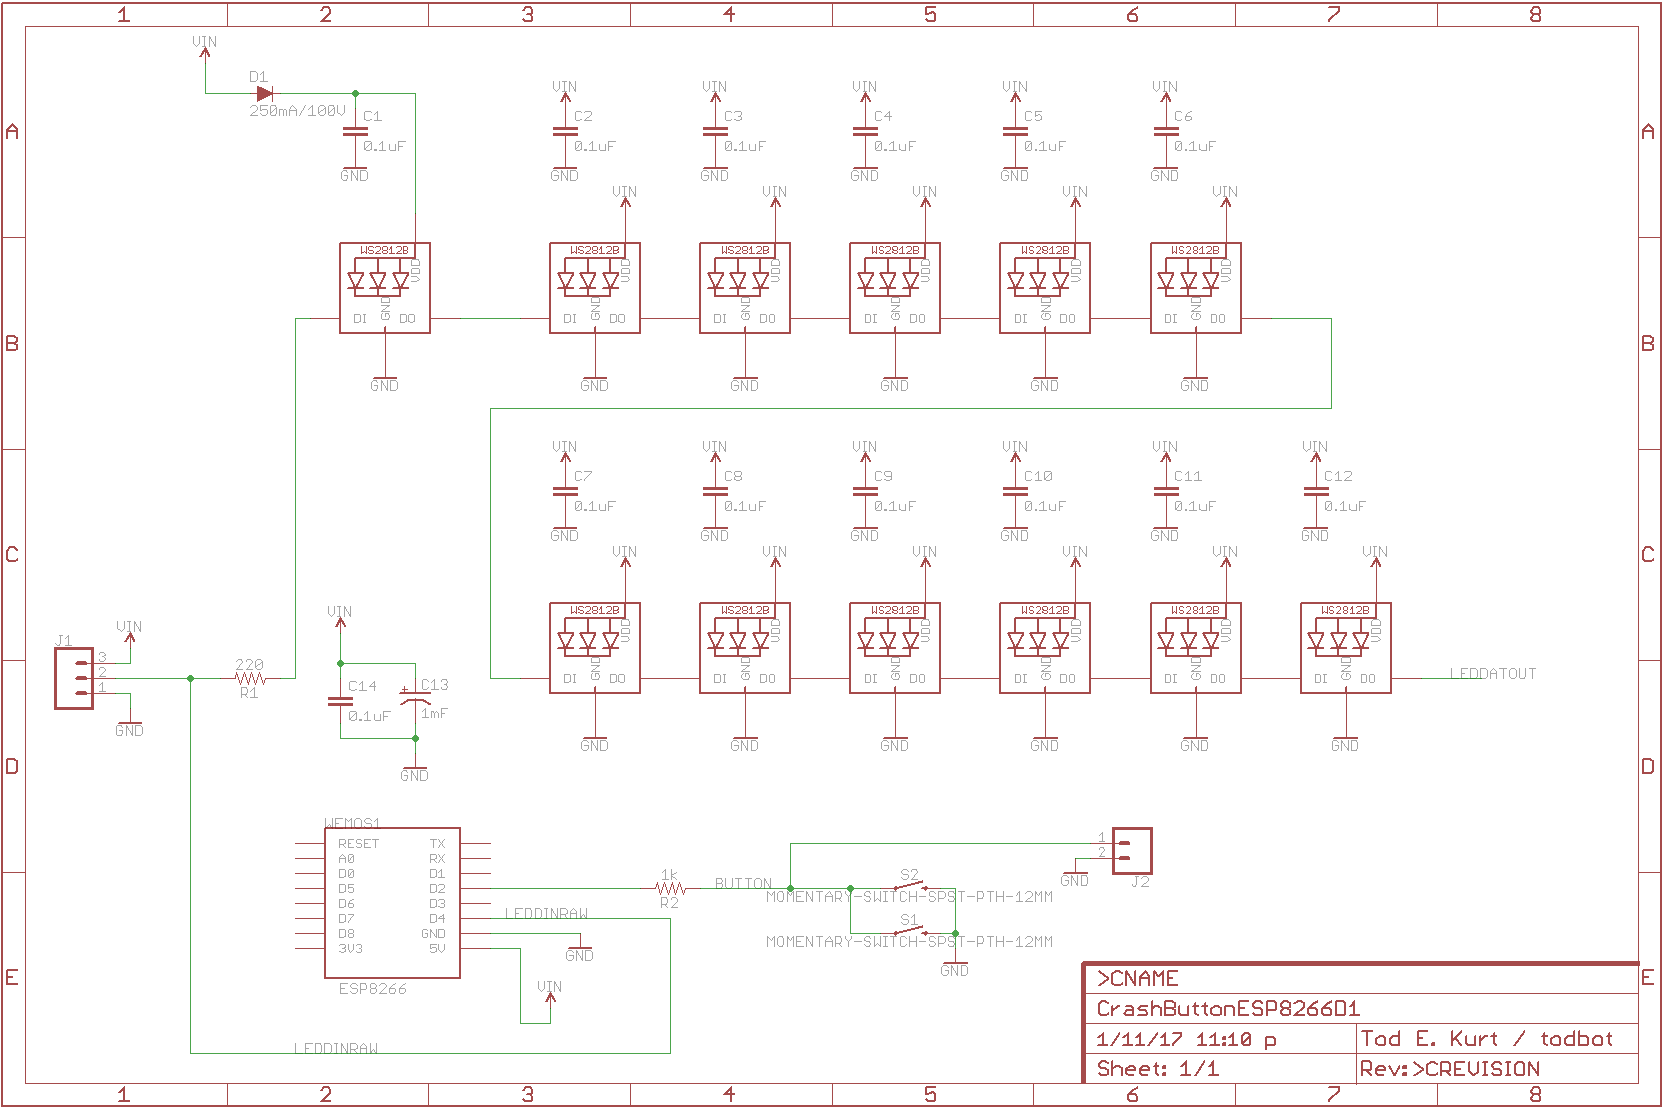 1 2 3 4 5 6 7 8
A A
B B
C C
D D
E E
VIN
D1
250mA/100V
C1
0.1uF
GND
VIN VIN VIN VIN VIN
C2 C3 C4 C5 C6
0.1uF 0.1uF 0.1uF 0.1uF 0.1uF
GND GND GND GND GND
VIN VIN VIN VIN VIN
WS2812B WS2812B WS2812B WS2812B WS2812B WS2812B
VDD VDD VDD VDD VDD VDD
GND GND GND GND GND GND
DI DO DI DO DI DO DI DO DI DO DI DO
GND GND GND GND GND GND
VIN VIN VIN VIN VIN VIN
C7 C8 C9 C10 C11 C12
0.1uF 0.1uF 0.1uF 0.1uF 0.1uF 0.1uF
GND GND GND GND GND GND
VIN VIN VIN VIN VIN VIN
WS2812B WS2812B WS2812B WS2812B WS2812B WS2812B
VDD VDD VDD VDD VDD VDD
GND GND GND GND GND GND
DI DO DI DO DI DO DI DO DI DO DI DO
LEDDATOUT
GND GND GND GND GND GND
J1
VIN
3
2
1
GND
220
R1
VIN
C14
0.1uF
+
C13
1mF
GND
WEMOS1
RESET TX
A0 RX
D0 D1
D5 D2
D6 D3
D7 D4
D8 GND
3V3 5V
ESP8266
1k
R2
BUTTON
LEDDINRAW
GND
VIN
LEDDINRAW
S2
MOMENTARY-SWITCH-SPST-PTH-12MM
S1
MOMENTARY-SWITCH-SPST-PTH-12MM
GND
1
2
GND
J2
>CNAME
CrashButtonESP8266D1
1/11/17 11:10 p
Tod E. Kurt / todbot
Sheet: 1/1
Rev:>CREVISION
1 2 3 4 5 6 7 8